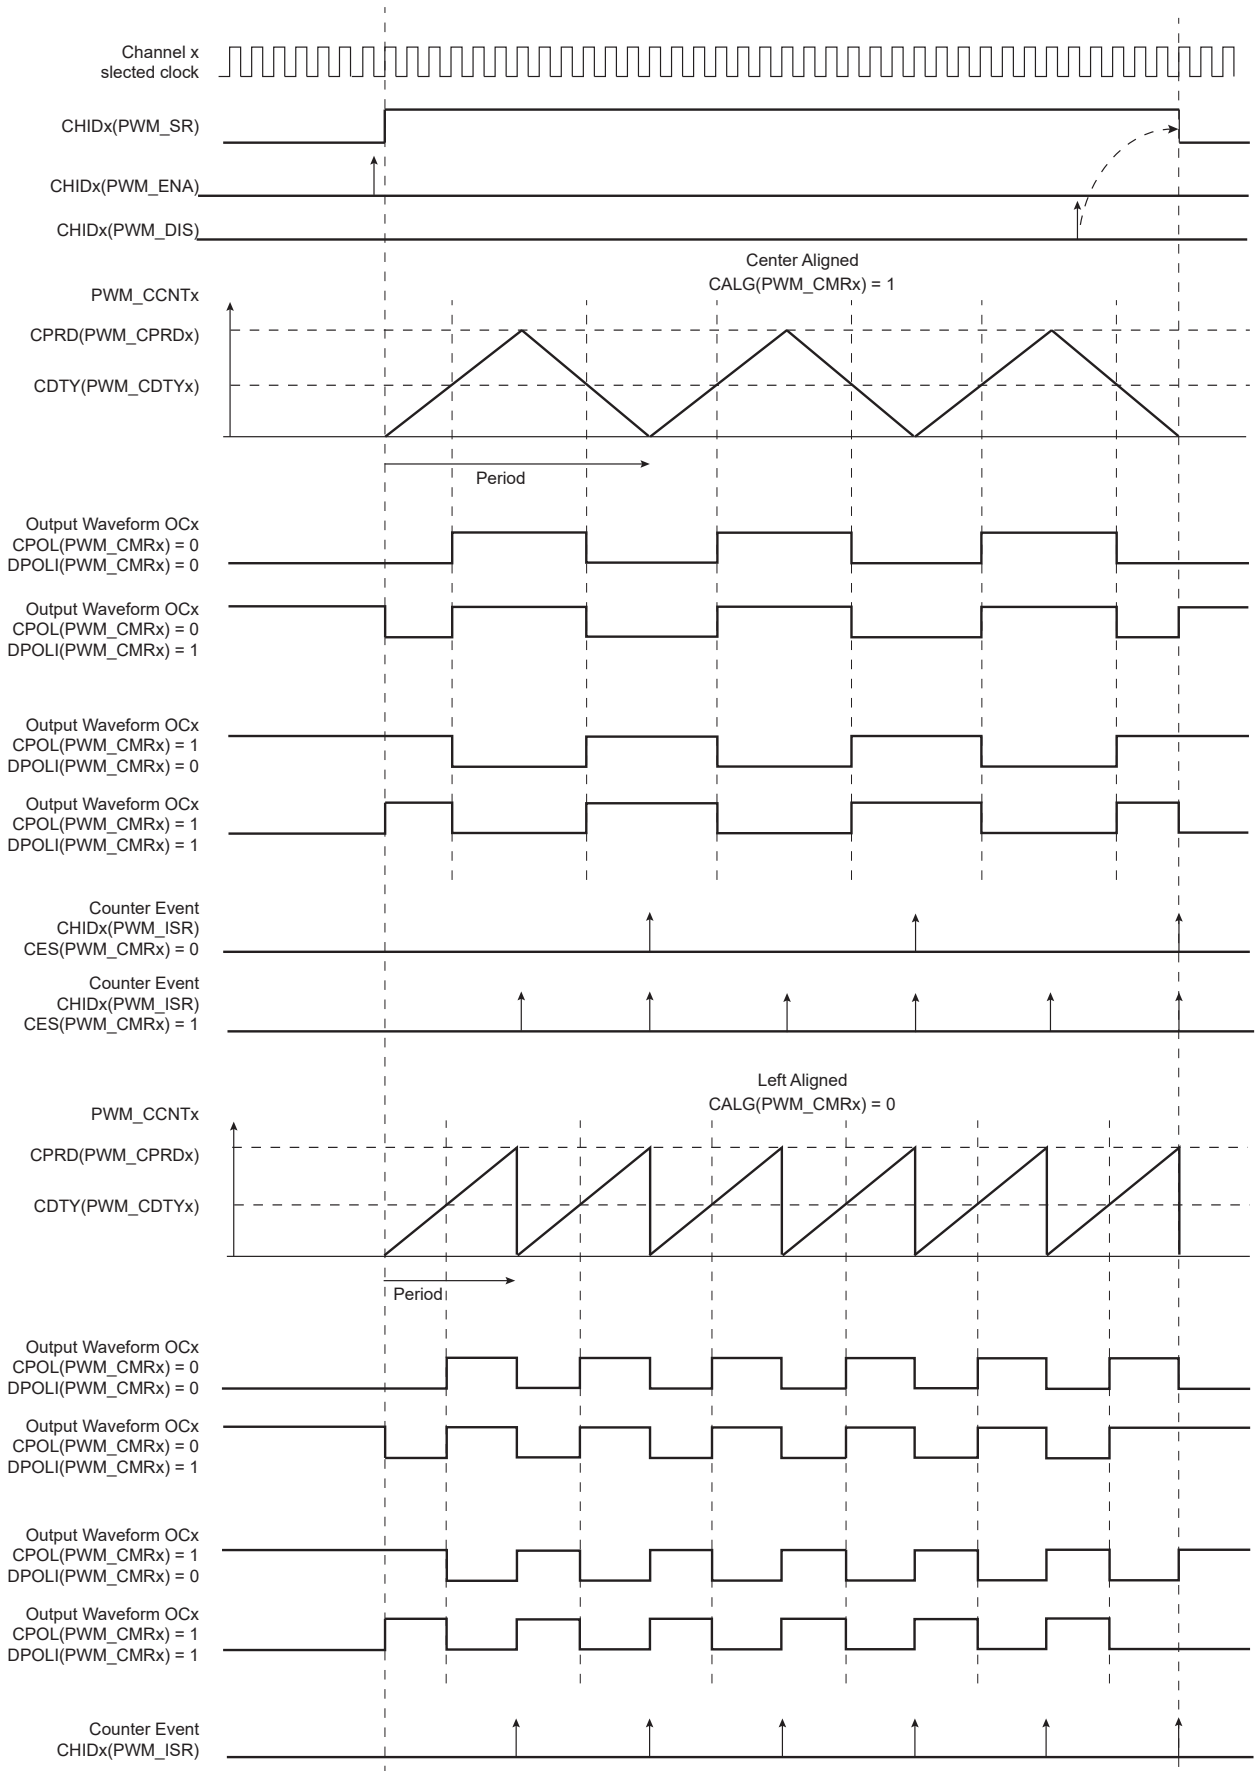 Channel x
slected clock
CHIDx(PWM_SR)
CHIDx(PWM_ENA)
CHIDx(PWM_DIS)
Center Aligned
CALG(PWM_CMRx) = 1
PWM_CCNTx
CPRD(PWM_CPRDx)
CDTY(PWM_CDTYx)
Period
Output Waveform OCx
CPOL(PWM_CMRx) = 0
DPOLI(PWM_CMRx) = 0
Output Waveform OCx
CPOL(PWM_CMRx) = 0
DPOLI(PWM_CMRx) = 1
Output Waveform OCx
CPOL(PWM_CMRx) = 1
DPOLI(PWM_CMRx) = 0
Output Waveform OCx
CPOL(PWM_CMRx) = 1
DPOLI(PWM_CMRx) = 1
Counter Event
CHIDx(PWM_ISR)
CES(PWM_CMRx) = 0
Counter Event
CHIDx(PWM_ISR)
CES(PWM_CMRx) = 1
Left Aligned
CALG(PWM_CMRx) = 0
PWM_CCNTx
CPRD(PWM_CPRDx)
CDTY(PWM_CDTYx)
Period
Output Waveform OCx
CPOL(PWM_CMRx) = 0
DPOLI(PWM_CMRx) = 0
Output Waveform OCx
CPOL(PWM_CMRx) = 0
DPOLI(PWM_CMRx) = 1
Output Waveform OCx
CPOL(PWM_CMRx) = 1
DPOLI(PWM_CMRx) = 0
Output Waveform OCx
CPOL(PWM_CMRx) = 1
DPOLI(PWM_CMRx) = 1
Counter Event
CHIDx(PWM_ISR)